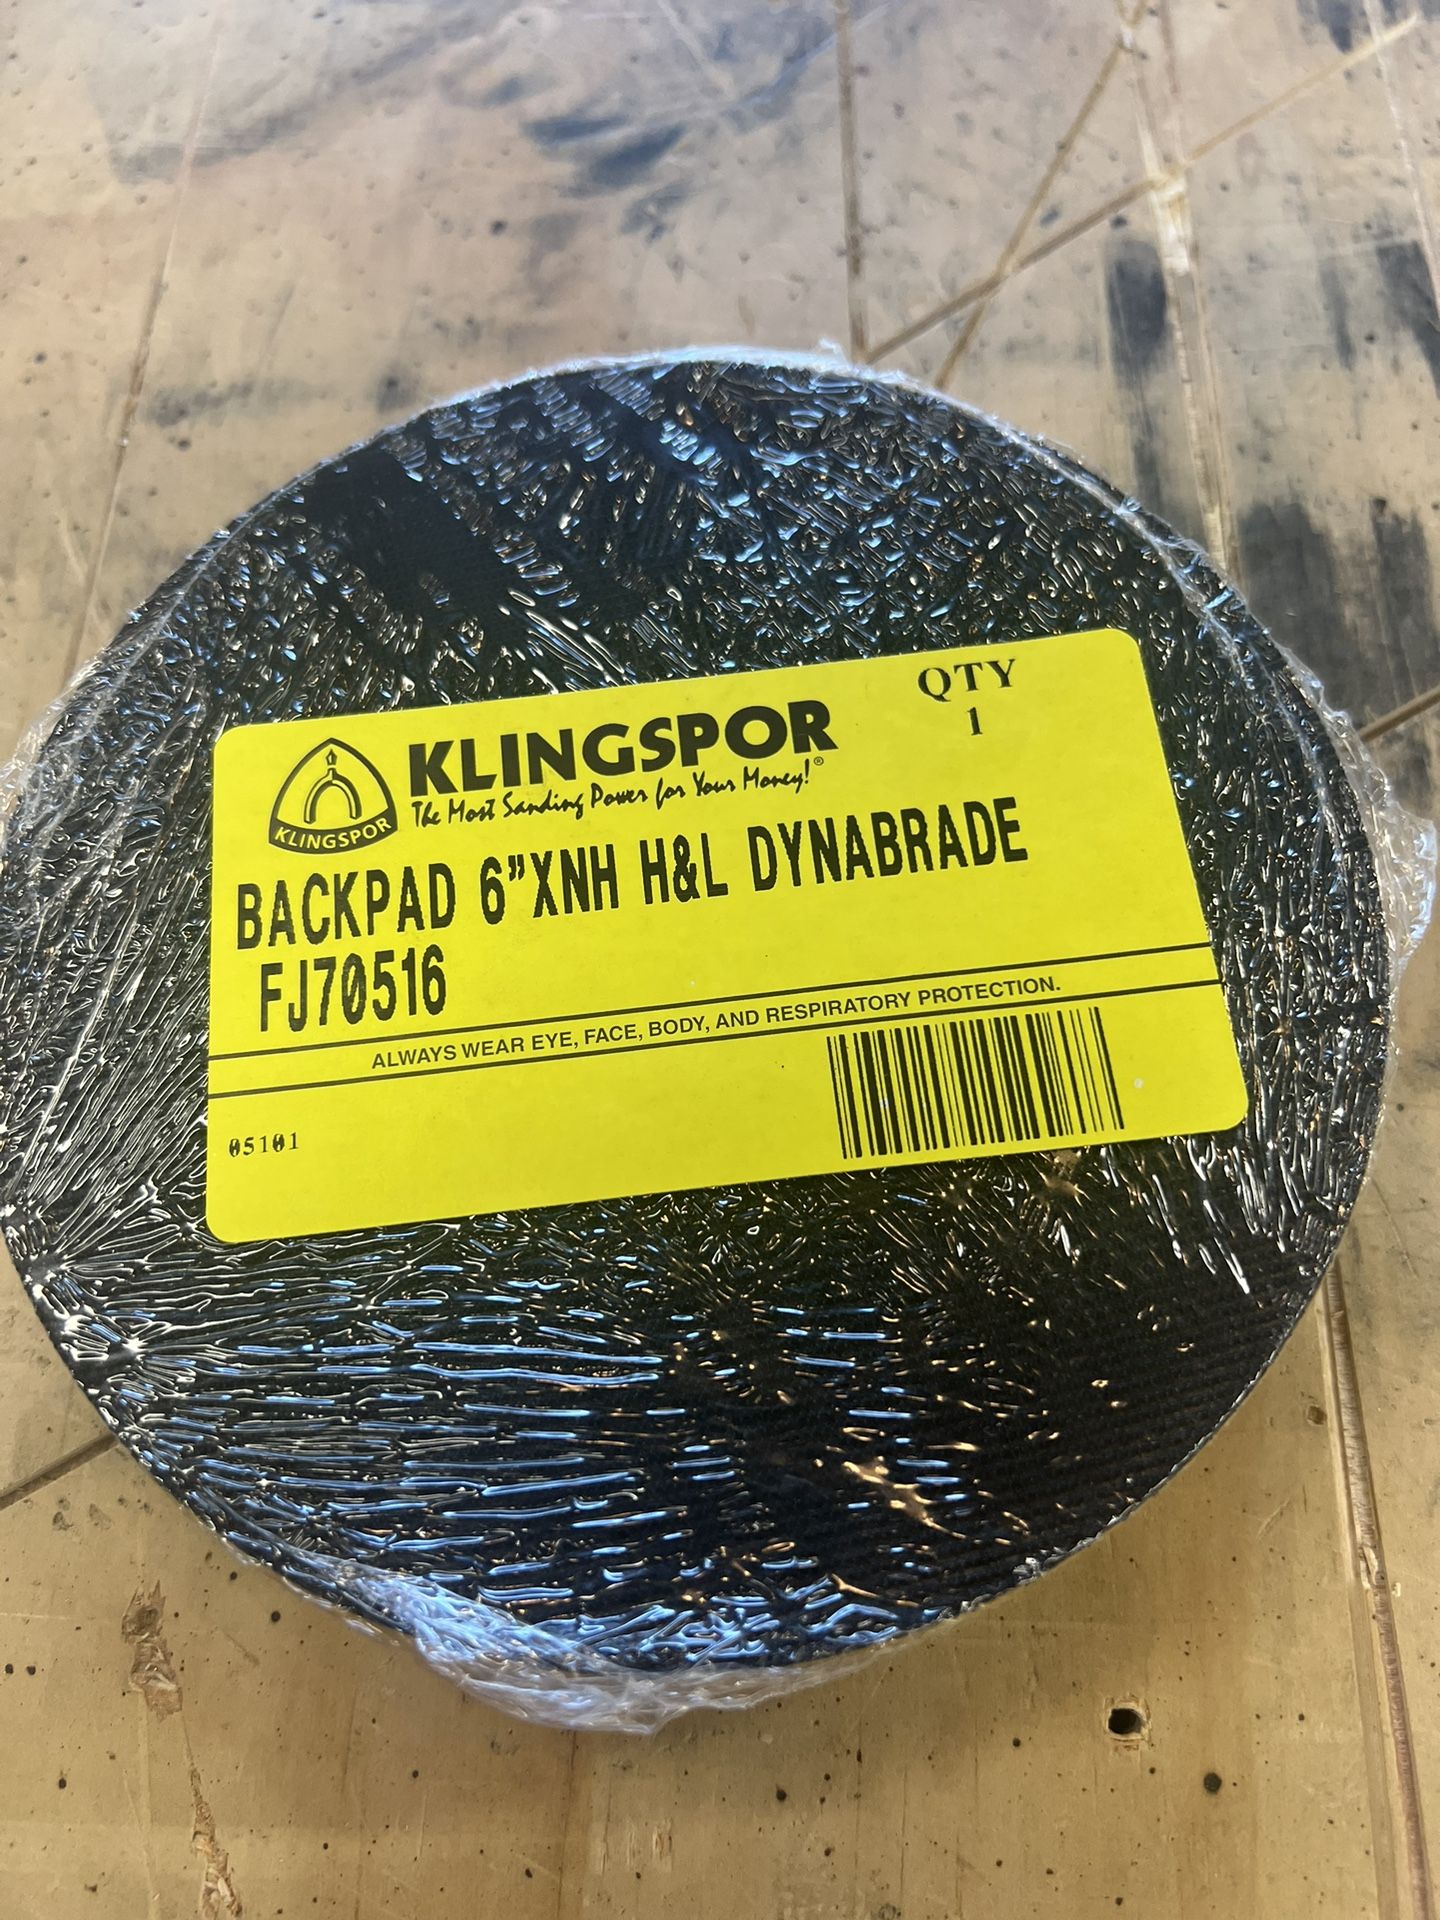 QTY
1
KLINGSPOR
KLINGSPOR
The Most Sanding Power for Your Money!®
BACKPAD 6”XNH H&L DYNABRADE
FJ70516
ALWAYS WEAR EYE, FACE, BODY, AND RESPIRATORY PROTECTION.
05101